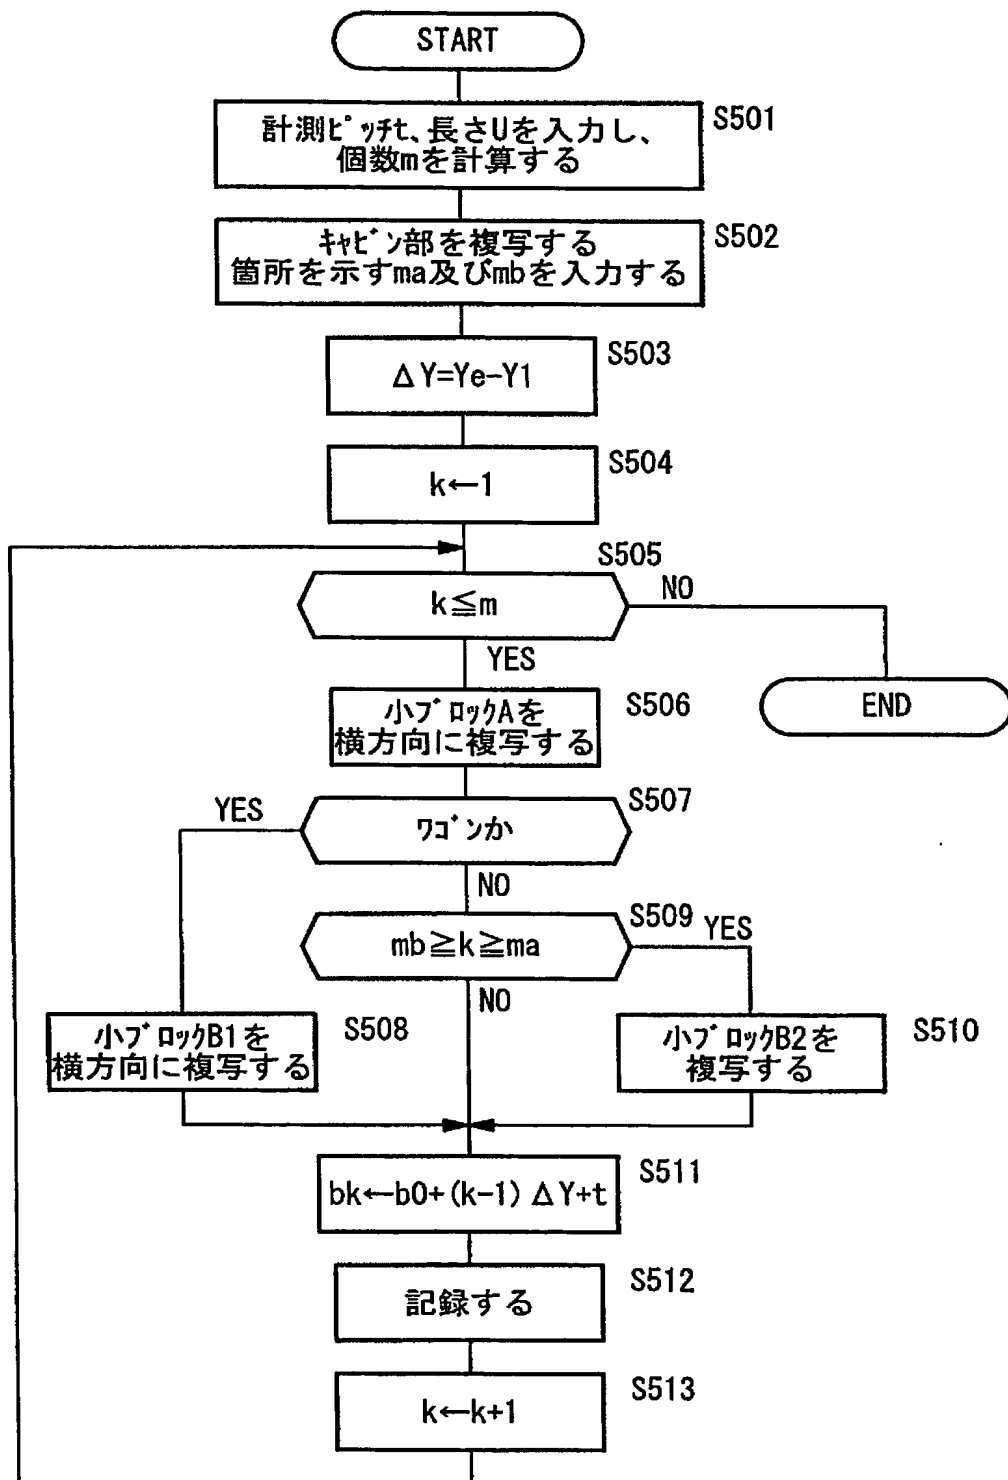 START
計測ﾋﾟｯﾁt、長さUを入力し、
個数mを計算する
S501
ｷｬﾋﾞﾝ部を複写する
箇所を示すma及びmbを入力する
S502
ΔY=Ye-Y1
S503
k←1
S504
S505
k≦m
NO
YES
END
小ﾌﾞﾛｯｸAを
横方向に複写する
S506
YES
ﾜｺﾞﾝか
S507
NO
mb≧k≧ma
S509
YES
NO
小ﾌﾞﾛｯｸB1を
横方向に複写する
S508
小ﾌﾞﾛｯｸB2を
複写する
S510
bk←b0+(k-1)ΔY+t
S511
記録する
S512
k←k+1
S513